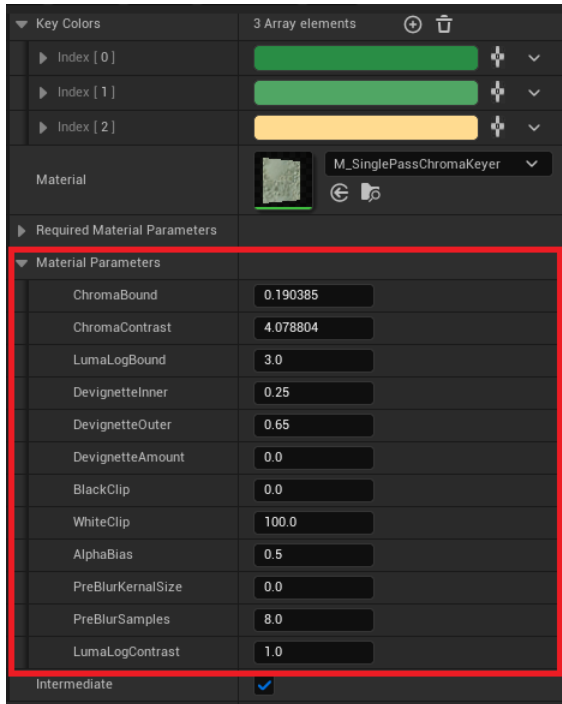 Key Colors 3 Array elements
Index [ 0 ]
Index [ 1 ]
Index [ 2 ]
Material M_SinglePassChromaKeyer
Required Material Parameters
Material Parameters
ChromaBound 0.190385
ChromaContrast 4.078804
LumaLogBound 3.0
DevignetteInner 0.25
DevignetteOuter 0.65
DevignetteAmount 0.0
BlackClip 0.0
WhiteClip 100.0
AlphaBias 0.5
PreBlurKernalSize 0.0
PreBlurSamples 8.0
LumaLogContrast 1.0
Intermediate